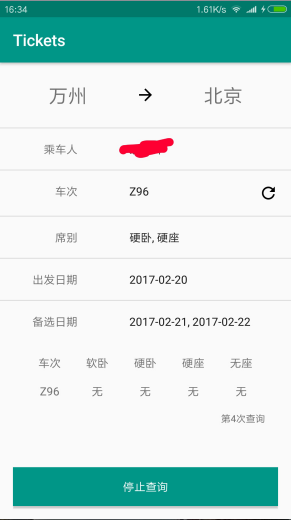 16:34 1.61K/s
Tickets
万州 → 北京
乘车人
车次 Z96
席别 硬卧, 硬座
出发日期 2017-02-20
备选日期 2017-02-21, 2017-02-22
车次 软卧 硬卧 硬座 无座
Z96 无 无 无 无
第4次查询
停止查询